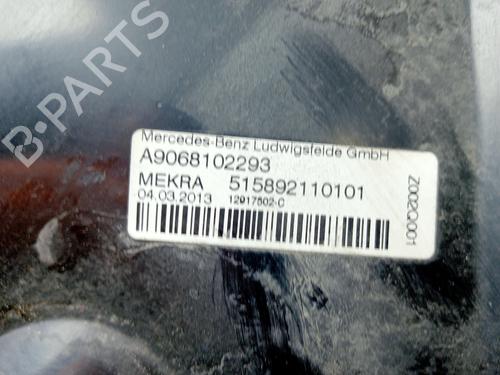 B-PARTS
Mercedes-Benz Ludwigsfelde GmbH
A9068102293
MEKRA 515892110101
04.03.2013 12917502-C
Z002Q001